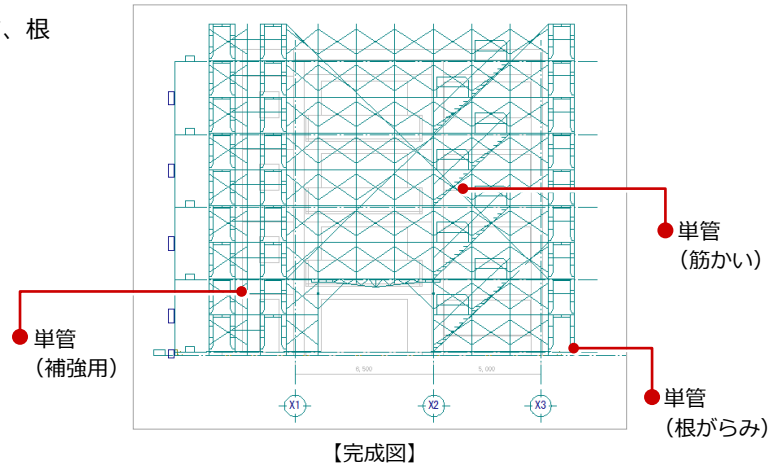 、根
単管
（筋かい）
単管
（補強用）
単管
（根がらみ）
6,500
5,000
X1
X2
X3
【完成図】